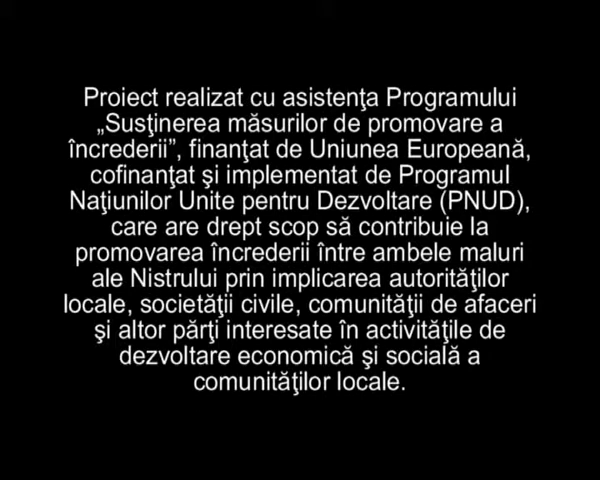 Proiect realizat cu asistenţa Programului
„Susţinerea măsurilor de promovare a
încrederii”, finanţat de Uniunea Europeană,
cofinanţat şi implementat de Programul
Naţiunilor Unite pentru Dezvoltare (PNUD),
care are drept scop să contribuie la
promovarea încrederii între ambele maluri
ale Nistrului prin implicarea autorităţilor
locale, societăţii civile, comunităţii de afaceri
şi altor părţi interesate în activităţile de
dezvoltare economică şi socială a
comunităţilor locale.